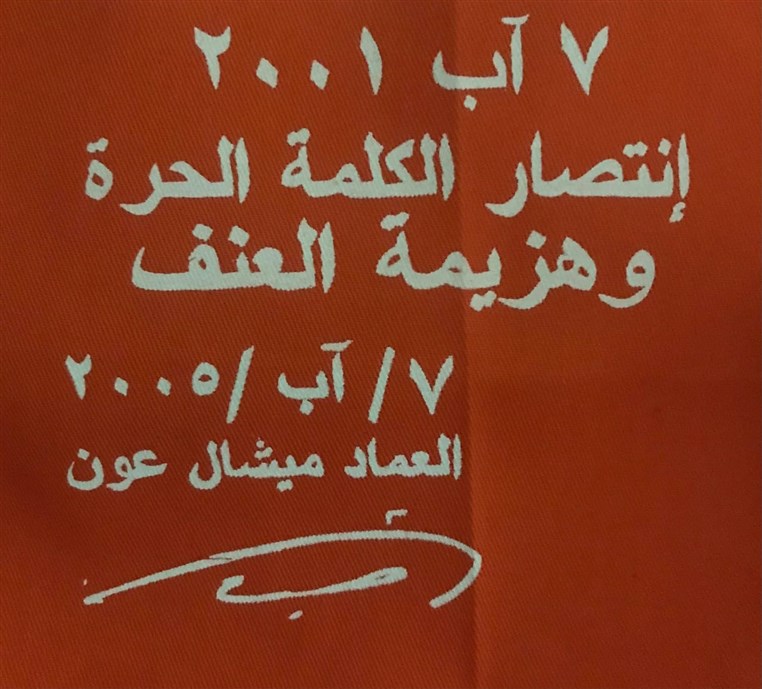 ٧ آب ٢٠٠١
إنتصار الكلمة الحرة
وهزيمة العنف
٧/ آب /٢٠٠٥
العماد ميشال عون